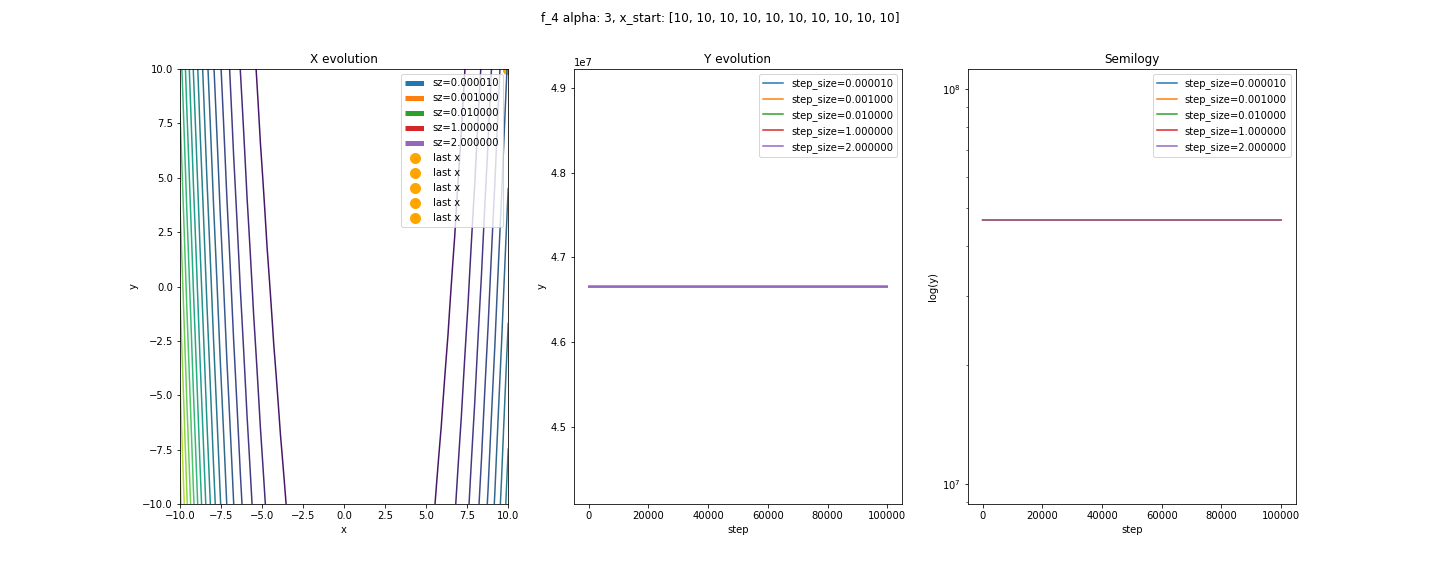 f_4 alpha: 3, x_start: [10, 10, 10, 10, 10, 10, 10, 10, 10, 10]
X evolution
10.0
7.5
5.0
2.5
0.0
−2.5
−5.0
−7.5
−10.0
y
−10.0 −7.5 −5.0 −2.5 0.0 2.5 5.0 7.5 10.0
x
sz=0.000010
sz=0.001000
sz=0.010000
sz=1.000000
sz=2.000000
last x
last x
last x
last x
last x
Y evolution
1e7
4.9
4.8
4.7
4.6
4.5
y
0 20000 40000 60000 80000 100000
step
step_size=0.000010
step_size=0.001000
step_size=0.010000
step_size=1.000000
step_size=2.000000
Semilogy
10⁸
10⁷
log(y)
0 20000 40000 60000 80000 100000
step
step_size=0.000010
step_size=0.001000
step_size=0.010000
step_size=1.000000
step_size=2.000000